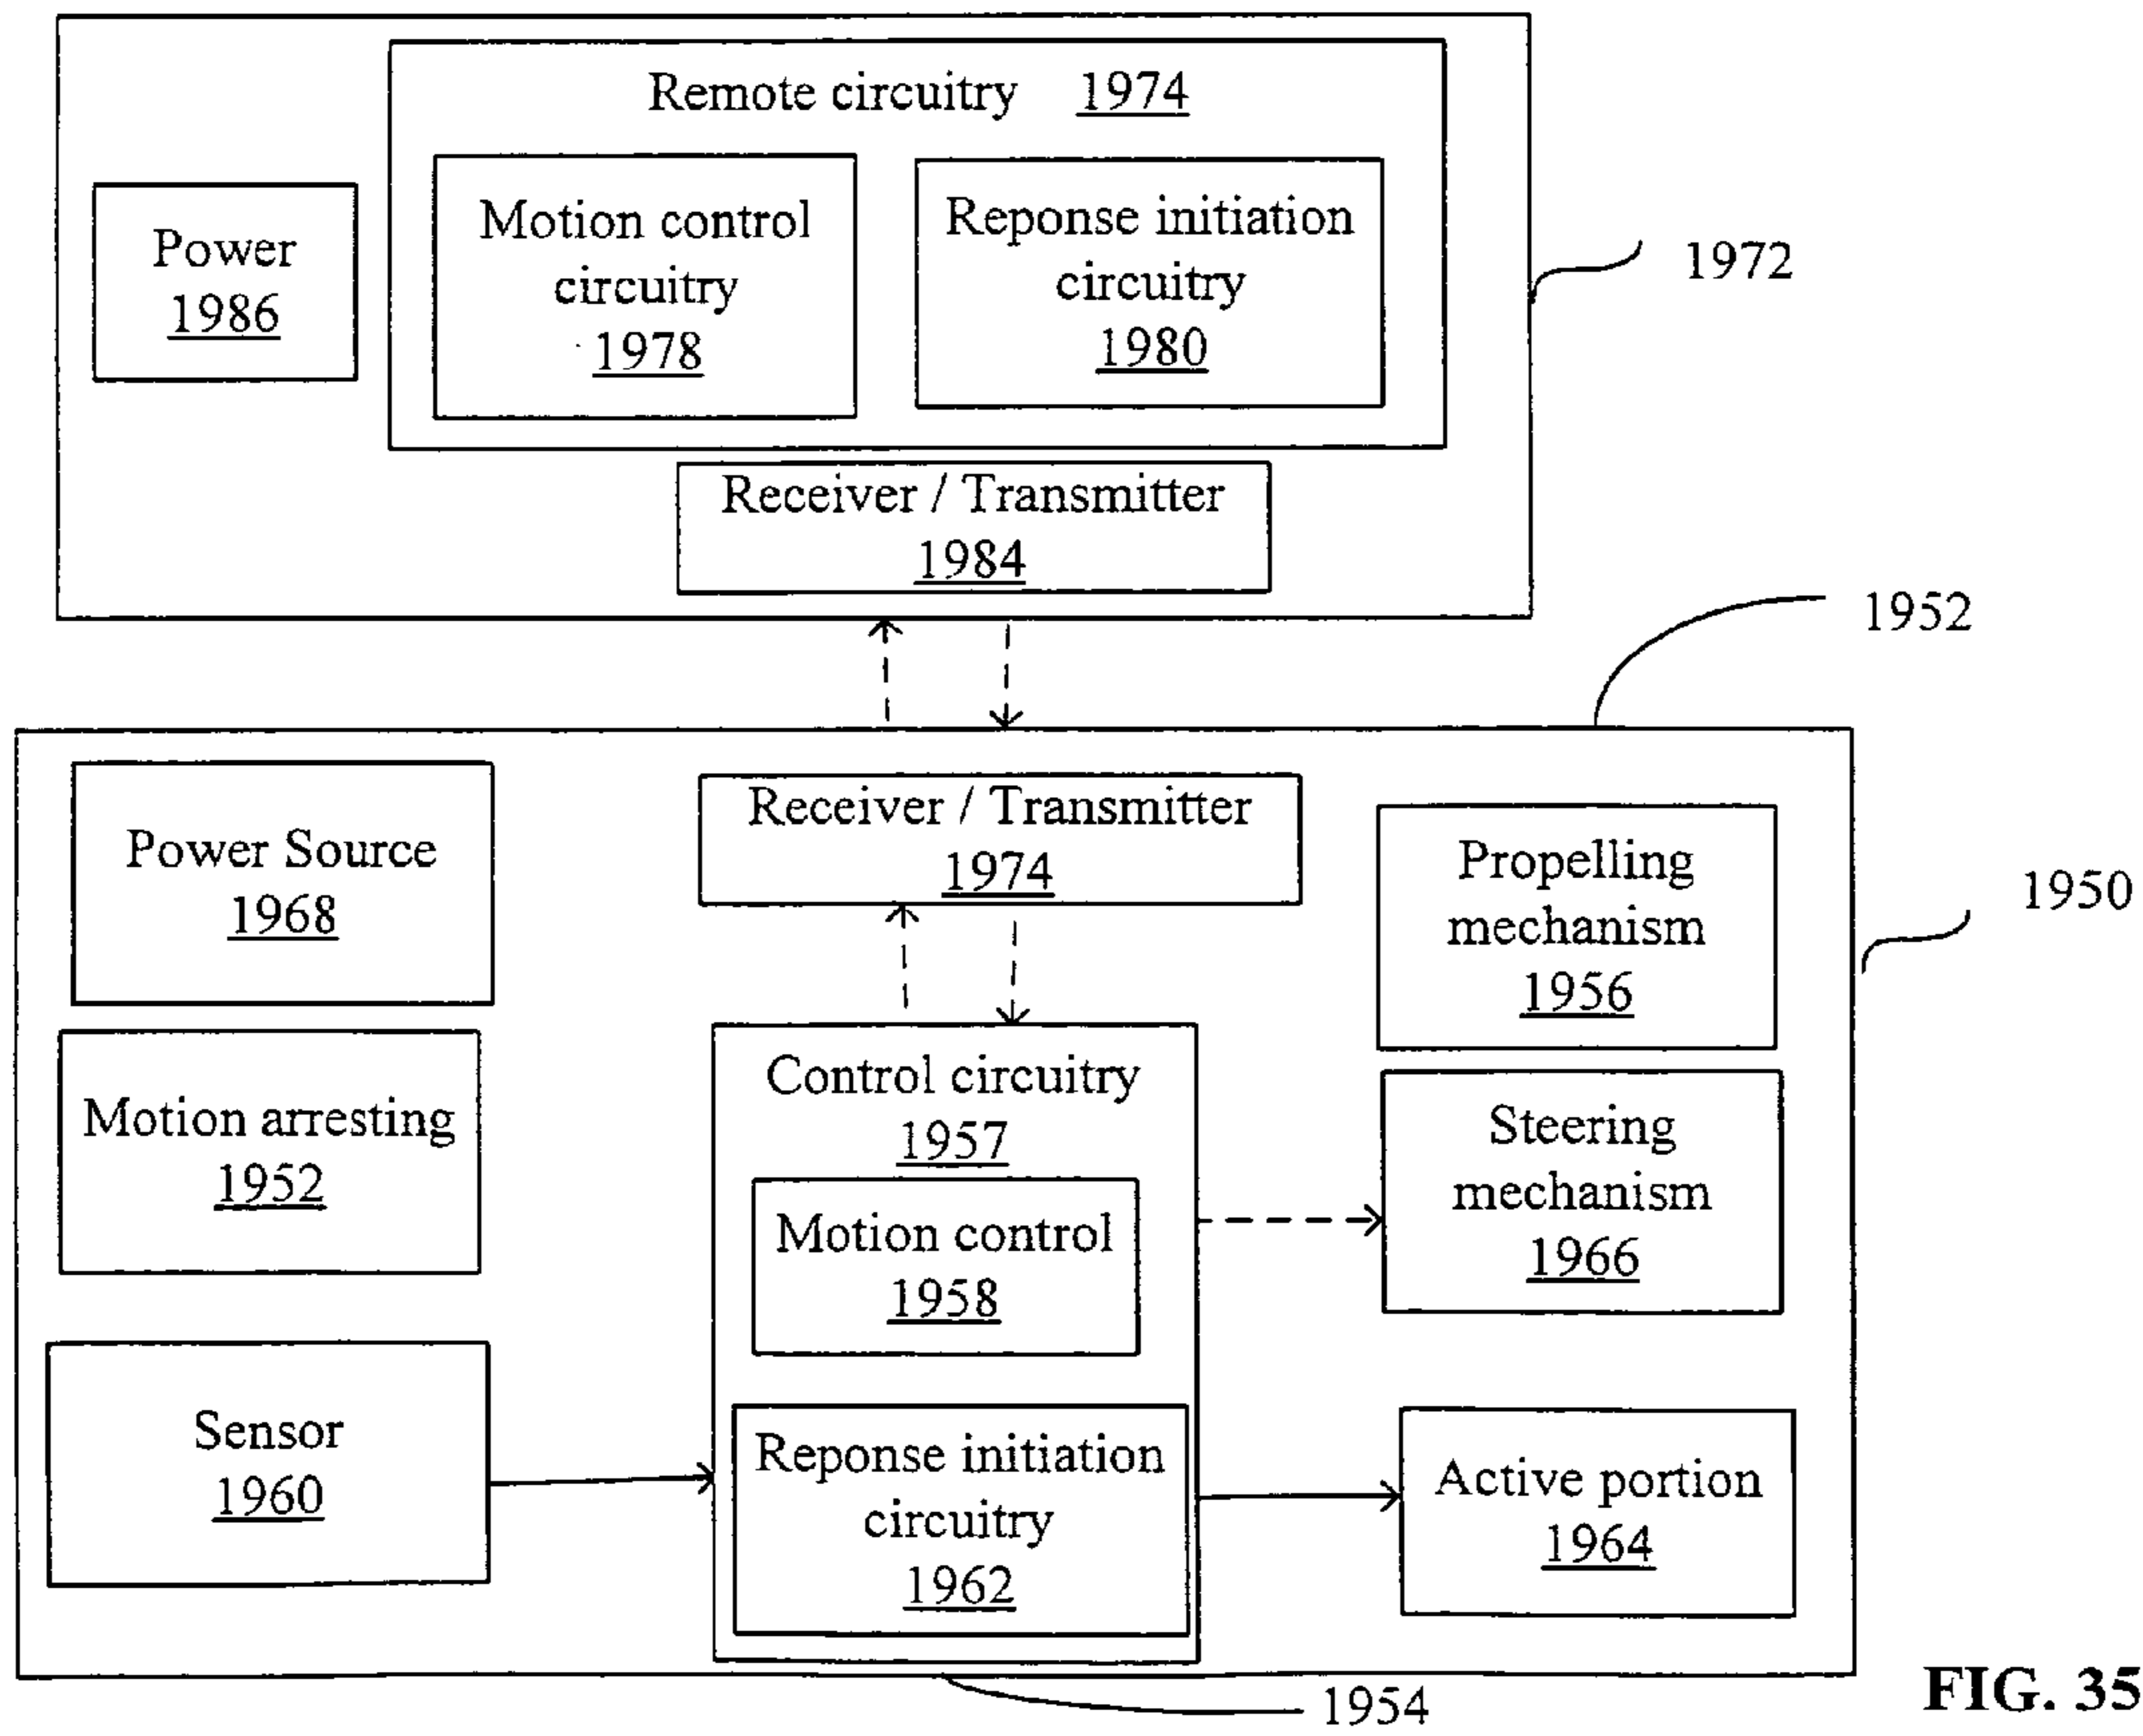 Remote circuitry 1974
Power
1986
Motion control
circuitry
1978
Reponse initiation
circuitry
1980
1972
Receiver / Transmitter
1984
1952
Power Source
1968
Receiver / Transmitter
1974
Propelling
mechanism
1956
1950
Motion arresting
1952
Control circuitry
1957
Steering
mechanism
1966
Motion control
1958
Sensor
1960
Reponse initiation
circuitry
1962
Active portion
1964
1954
FIG. 35